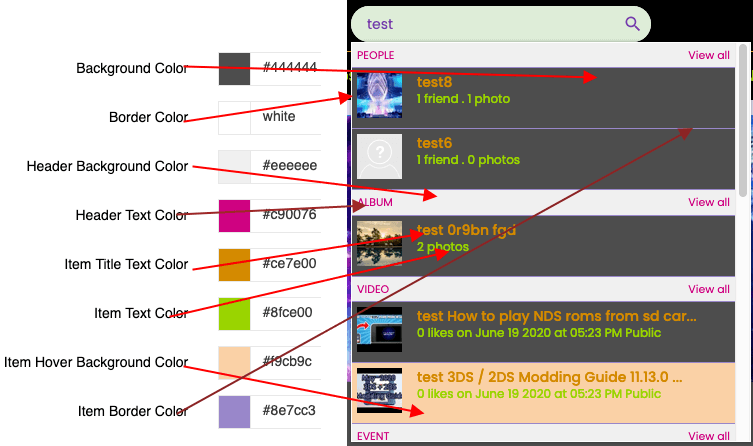 test
PEOPLE View all
Background Color #444444
test8
1 friend . 1 photo
Border Color white
test6
1 friend . 0 photos
Header Background Color #eeeeee
ALBUM View all
Header Text Color #c90076
test 0r9bn fgd
2 photos
Item Title Text Color #ce7e00
VIDEO View all
Item Text Color #8fce00
test How to play NDS roms from sd car...
0 likes on June 19 2020 at 05:23 PM Public
Item Hover Background Color #f9cb9c
test 3DS / 2DS Modding Guide 11.13.0 ...
0 likes on June 19 2020 at 05:23 PM Public
Item Border Color #8e7cc3
EVENT View all